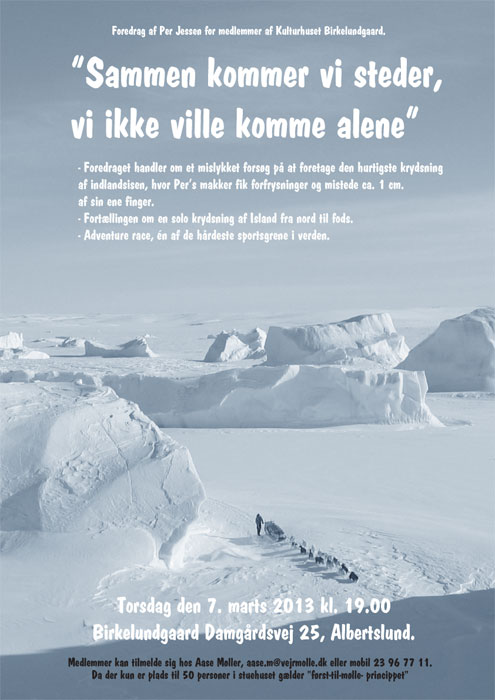 Foredrag af Per Jessen for medlemmer af Kulturhuset Birkelundgaard.
"Sammen kommer vi steder,
vi ikke ville komme alene"
- Foredraget handler om et mislykket forsøg på at foretage den hurtigste krydsning
af indlandsisen, hvor Per's makker fik forfrysninger og mistede ca. 1 cm.
af sin ene finger.
- Fortællingen om en solo krydsning af Island fra nord til fods.
- Adventure race, én af de hårdeste sportsgrene i verden.
Torsdag den 7. marts 2013 kl. 19.00
Birkelundgaard Damgårdsvej 25, Albertslund.
Medlemmer kan tilmelde sig hos Aase Møller, aase.m@vejrmolle.dk eller mobil 23 96 77 11.
Da der kun er plads til 50 personer i stuehuset gælder "først-til-mølle- princippet"